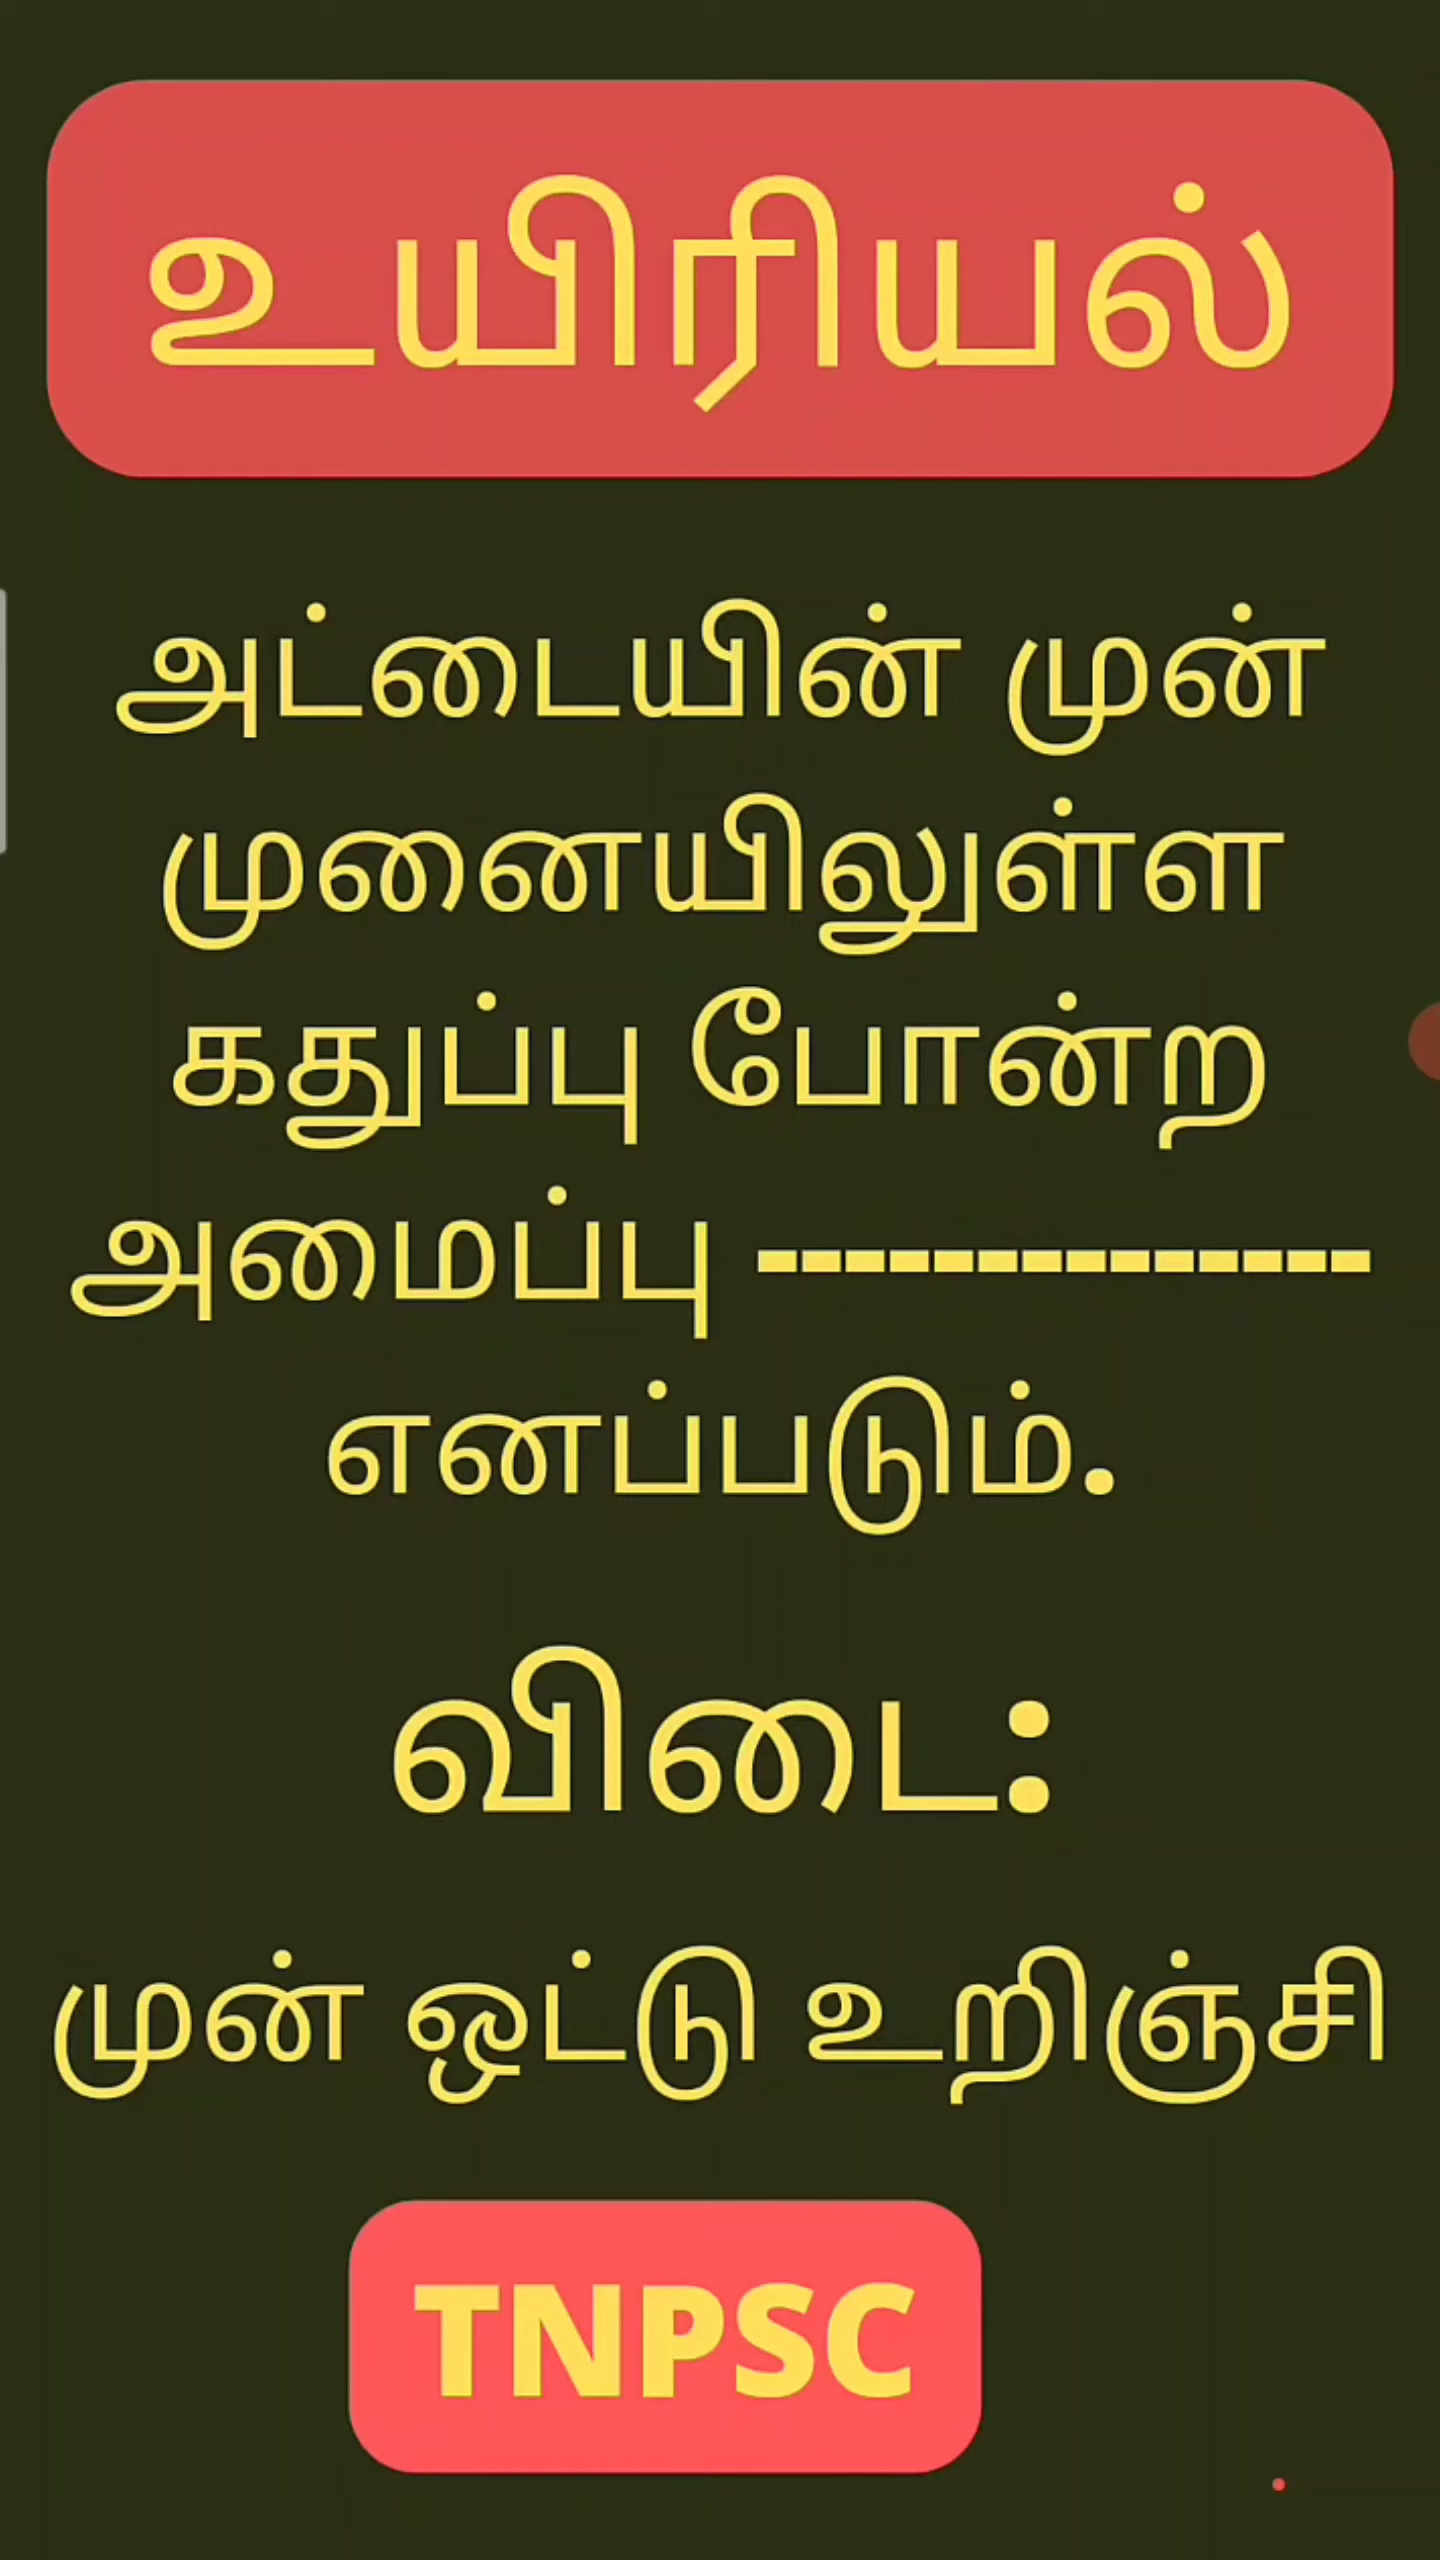 உயிரியல்
அட்டையின் முன்
முனையிலுள்ள
கதுப்பு போன்ற
அமைப்பு --------------
எனப்படும்.
விடை:
முன் ஒட்டு உறிஞ்சி
TNPSC